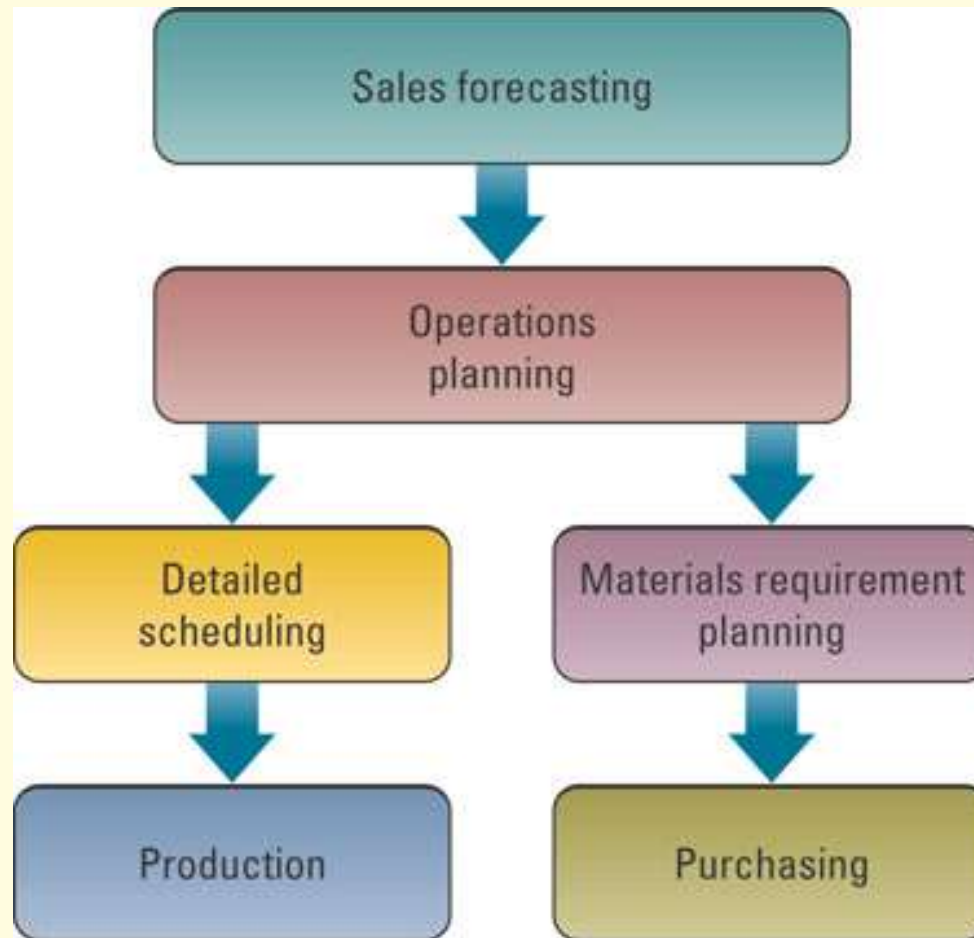 Sales forecasting
Operations
planning
Detailed
scheduling
Materials requirement
planning
Production
Purchasing